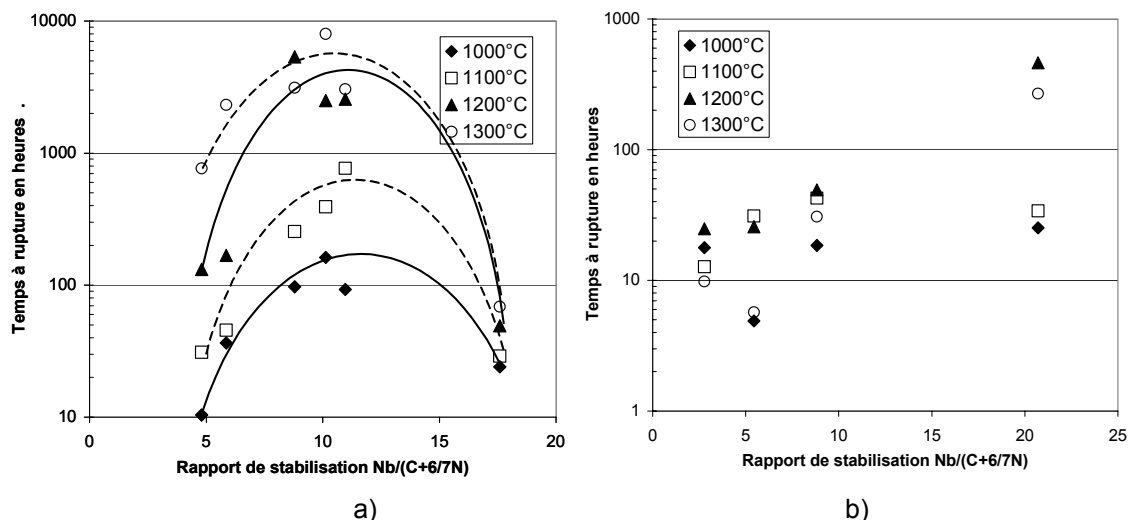 10000
1000
100
10
0
5
10
15
20
Temps à rupture en heures .
Rapport de stabilisation Nb/(C+6/7N)
1000°C
1100°C
1200°C
1300°C
a)
1000
100
10
1
0
5
10
15
20
25
Temps à rupture en heures
Rapport de stabilisation Nb/(C+6/7N)
1000°C
1100°C
1200°C
1300°C
b)